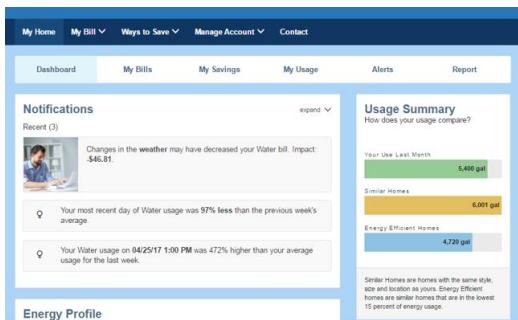 My Home My Bill Ways to Save Manage Account Contact
Dashboard My Bills My Savings My Usage Alerts Report
Notifications
expand
Recent (3)
Changes in the weather may have decreased your Water bill. Impact:
-$46.81.
Your most recent day of Water usage was 97% less than the previous week's
average.
Your Water usage on 04/25/17 1:00 PM was 472% higher than your average
usage for the last week.
Energy Profile
Usage Summary
How does your usage compare?
Your Use Last Month
5,400 gal
Similar Homes
6,001 gal
Energy Efficient Homes
4,720 gal
Similar Homes are homes with the same style,
size and location as yours. Energy Efficient
homes are similar homes that are in the lowest
15 percent of energy usage.